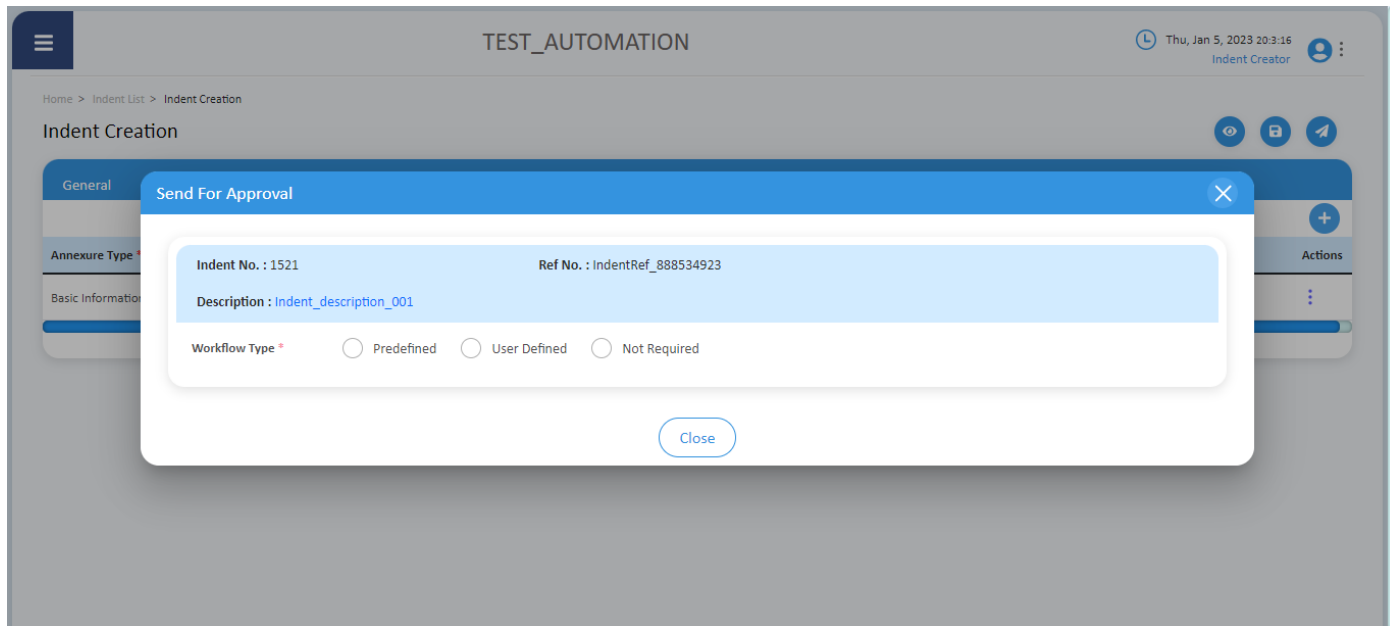 TEST_AUTOMATION
Thu, Jan 5, 2023 20:3:16
Indent Creator
Home > Indent List > Indent Creation
Indent Creation
General
Send For Approval
Annexure Type *
Actions
Indent No. : 1521 Ref No. : IndentRef_888534923
Basic Information
Description : Indent_description_001
Workflow Type * Predefined User Defined Not Required
Close